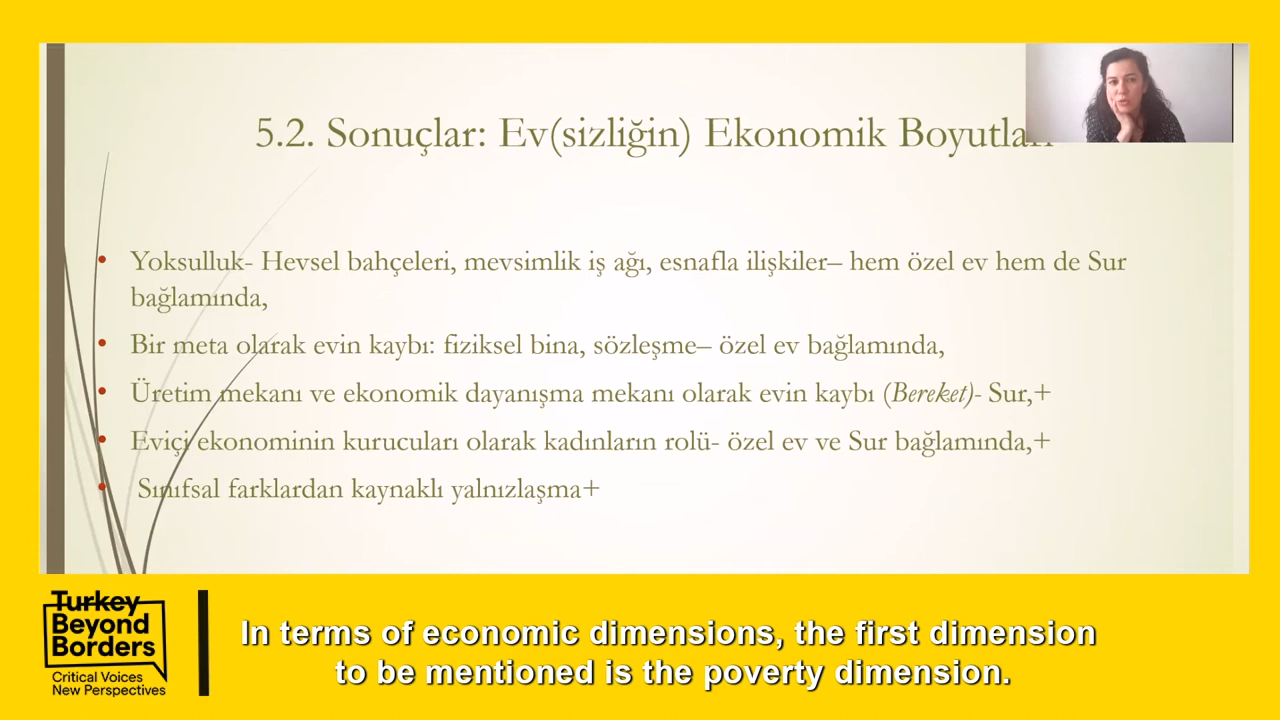 5.2. Sonuçlar: Ev(sizliğin) Ekonomik
Yoksulluk- Hevsel bahçeleri, mevsimlik iş ağı, esnafla ilişkiler– hem özel ev hem de Sur
bağlamında,
Bir meta olarak evin kaybı: fiziksel bina, sözleşme– özel ev bağlamında,
Üretim mekanı ve ekonomik dayanışma mekanı olarak evin kaybı (Bereket)- Sur,+
Eviçi ekonominin kurucuları olarak kadınların rolü- özel ev ve Sur bağlamında,+
Sınıfsal farklardan kaynaklı yalnızlaşma+
Turkey
Beyond
Borders
Critical Voices
New Perspectives
In terms of economic dimensions, the first dimension
to be mentioned is the poverty dimension.